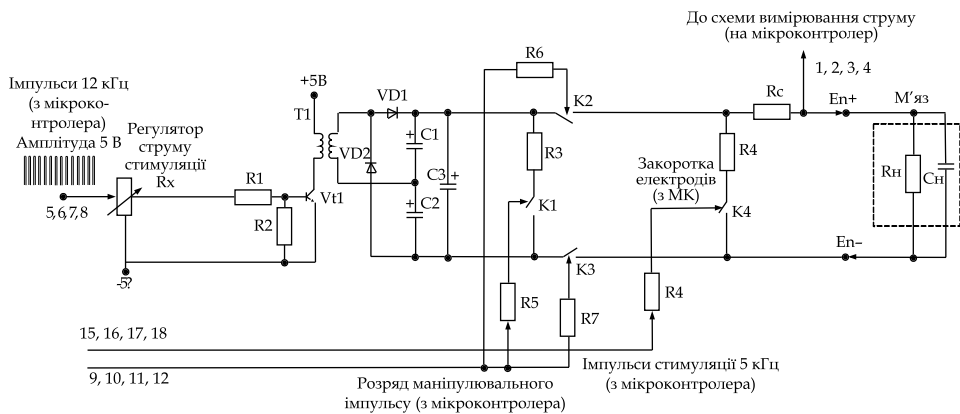 До схеми вимірювання струму
(на мікроконтролер)
1, 2, 3, 4
R6
+5В
Імпульси 12 кГц
(з мікроко-
нтролера)
Амплітуда 5 В
Регулятор
струму
стимуляції
Rx
T1
VD1
K2
Rc
En+
М’яз
VD2
C1
R3
R4
Rн
Cн
Закоротка
електродів
(з МК)
C3
5,6,7,8
R1
Vt1
R2
C2
K1
K4
En–
K3
-5?
R5
R7
R4
15, 16, 17, 18
9, 10, 11, 12
Розряд маніпулювального
імпульсу (з мікроконтролера)
Імпульси стимуляції 5 кГц
(з мікроконтролера)
+
+
+